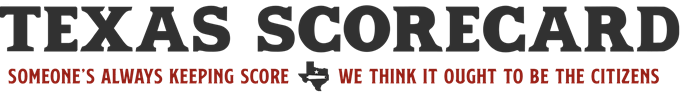 TEXAS SCORECARD
SOMEONE'S ALWAYS KEEPING SCORE WE THINK IT OUGHT TO BE THE CITIZENS